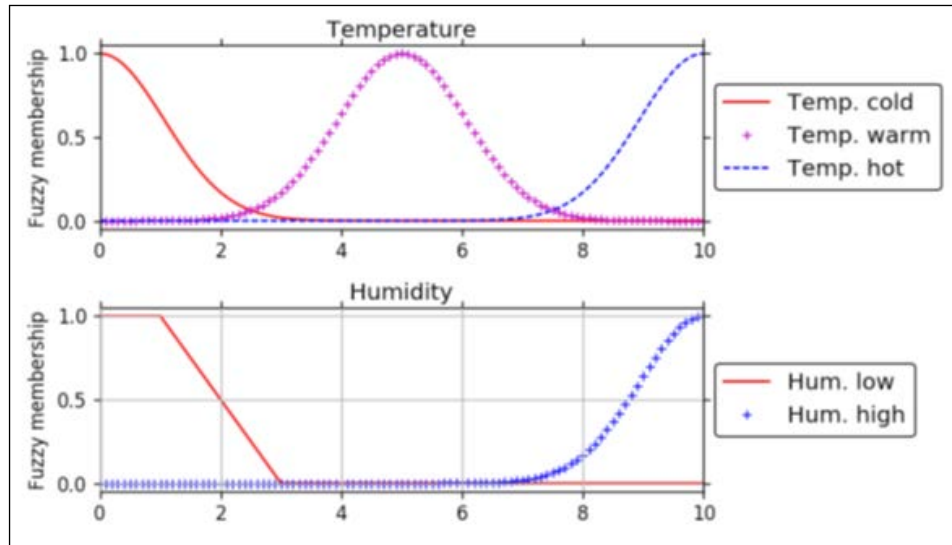 Temperature
Fuzzy membership
1.0
0.5
0.0
0 2 4 6 8 10
Temp. cold
Temp. warm
Temp. hot
Humidity
Fuzzy membership
1.0
0.5
0.0
0 2 4 6 8 10
Hum. low
Hum. high